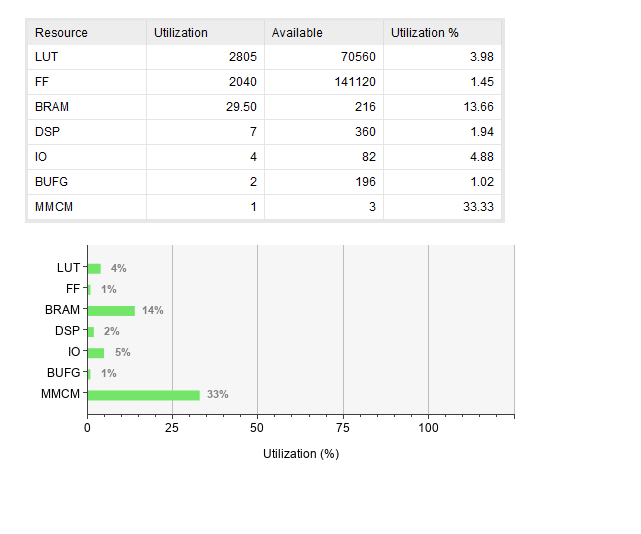 Resource Utilization Available Utilization %
LUT 2805 70560 3.98
FF 2040 141120 1.45
BRAM 29.50 216 13.66
DSP 7 360 1.94
IO 4 82 4.88
BUFG 2 196 1.02
MMCM 1 3 33.33
LUT 4%
FF 1%
BRAM 14%
DSP 2%
IO 5%
BUFG 1%
MMCM 33%
0 25 50 75 100
Utilization (%)